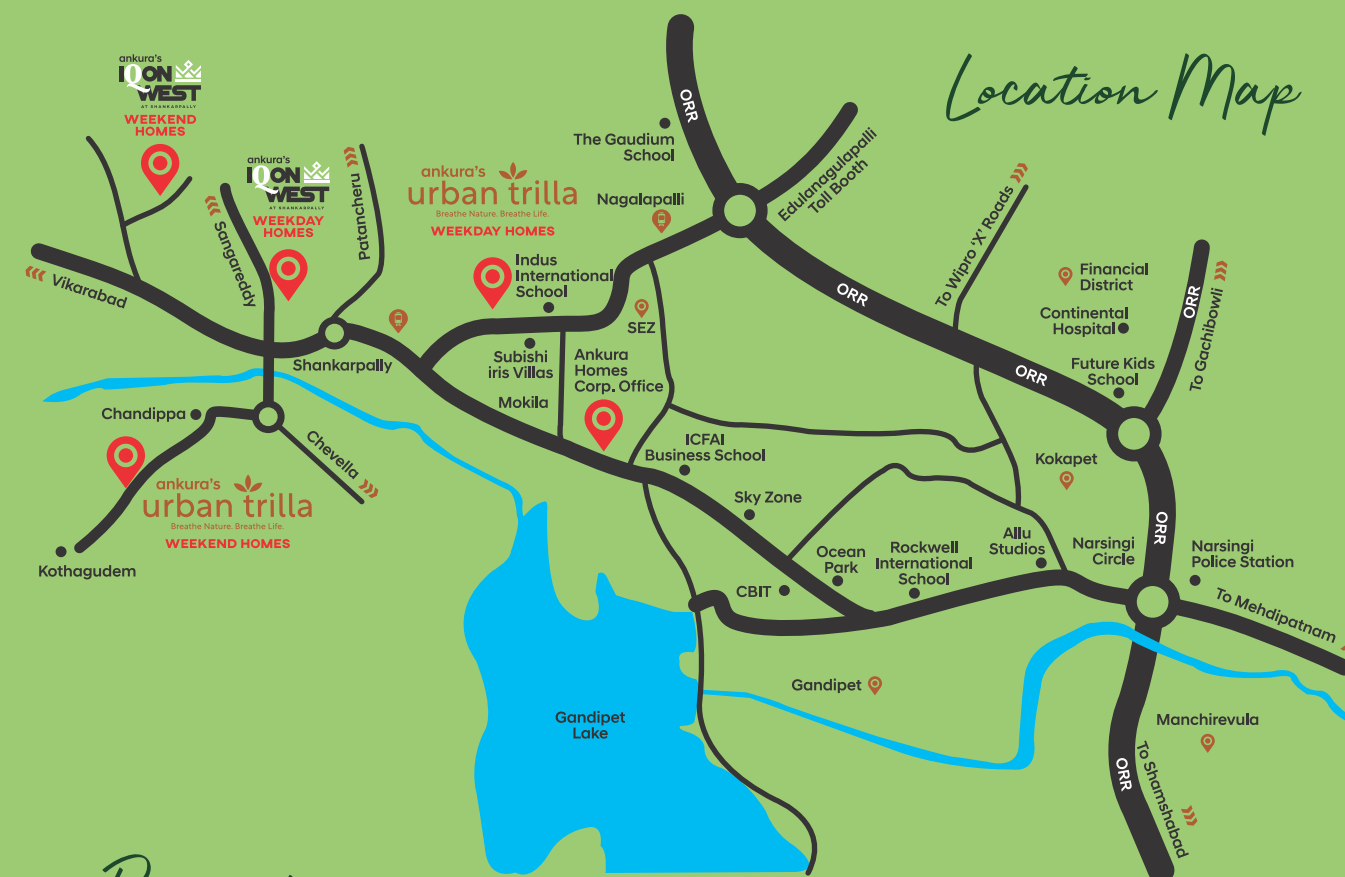 Location Map
ankura's
IQON
WEST
AT SHANKARPALLY
WEEKEND
HOMES
ankura's
IQON
WEST
AT SHANKARPALLY
WEEKDAY
HOMES
Patancheru
Sangareddy
Vikarabad
ankura's
urban trilla
Breathe Nature. Breathe Life.
WEEKDAY HOMES
The Gaudium
School
ORR
Nagalapalli
Edulanagulapalli
Toll Booth
To Wipro 'X' Roads
Indus
International
School
SEZ
ORR
Financial
District
Continental
Hospital
ORR
To Gachibowli
Future Kids
School
ORR
Shankarpally
Subishi
iris Villas
Mokila
Ankura
Homes
Corp. Office
Chandippa
Chevella
ankura's
urban trilla
Breathe Nature. Breathe Life.
WEEKEND HOMES
Kothagudem
ICFAI
Business School
Sky Zone
Kokapet
CBIT
Ocean
Park
Rockwell
International
School
Allu
Studios
Narsingi
Circle
ORR
Narsingi
Police Station
To Mehdipatnam
Gandipet
Gandipet
Lake
Manchirevula
ORR
To Shamshabad